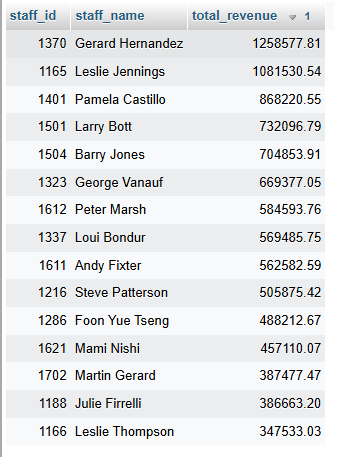 staff_id staff_name total_revenue 1
1370 Gerard Hernandez 1258577.81
1165 Leslie Jennings 1081530.54
1401 Pamela Castillo 868220.55
1501 Larry Bott 732096.79
1504 Barry Jones 704853.91
1323 George Vanauf 669377.05
1612 Peter Marsh 584593.76
1337 Loui Bondur 569485.75
1611 Andy Fixter 562582.59
1216 Steve Patterson 505875.42
1286 Foon Yue Tseng 488212.67
1621 Mami Nishi 457110.07
1702 Martin Gerard 387477.47
1188 Julie Firrelli 386663.20
1166 Leslie Thompson 347533.03